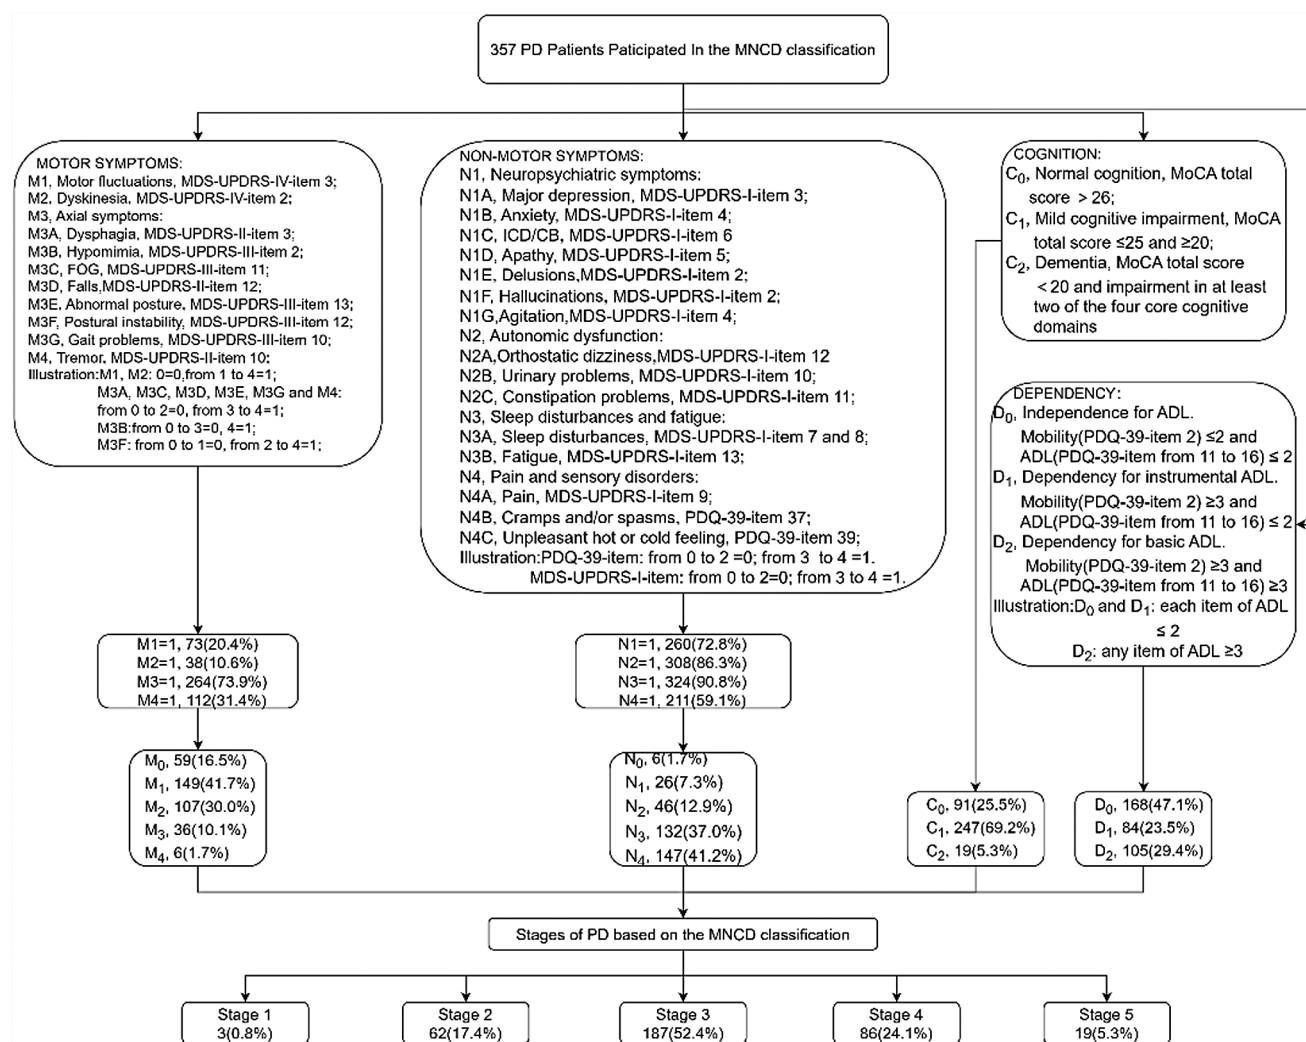 357 PD Patients Paticipated In the MNCD classification
MOTOR SYMPTOMS:
M1, Motor fluctuations, MDS-UPDRS-IV-item 3;
M2, Dyskinesia, MDS-UPDRS-IV-item 2;
M3, Axial symptoms:
M3A, Dysphagia, MDS-UPDRS-II-item 3;
M3B, Hypomimia, MDS-UPDRS-III-item 2;
M3C, FOG, MDS-UPDRS-III-item 11;
M3D, Falls,MDS-UPDRS-II-item 12;
M3E, Abnormal posture, MDS-UPDRS-III-item 13;
M3F, Postural instability, MDS-UPDRS-III-item 12;
M3G, Gait problems, MDS-UPDRS-III-item 10;
M4, Tremor, MDS-UPDRS-II-item 10;
Illustration:M1, M2: 0=0,from 1 to 4=1;
M3A, M3C, M3D, M3E, M3G and M4:
from 0 to 2=0, from 3 to 4=1;
M3B:from 0 to 3=0, 4=1;
M3F: from 0 to 1=0, from 2 to 4=1;
NON-MOTOR SYMPTOMS:
N1, Neuropsychiatric symptoms:
N1A, Major depression, MDS-UPDRS-I-item 3;
N1B, Anxiety, MDS-UPDRS-I-item 4;
N1C, ICD/CB, MDS-UPDRS-I-item 6
N1D, Apathy, MDS-UPDRS-I-item 5;
N1E, Delusions,MDS-UPDRS-I-item 2;
N1F, Hallucinations, MDS-UPDRS-I-item 2;
N1G,Agitation,MDS-UPDRS-I-item 4;
N2, Autonomic dysfunction:
N2A,Orthostatic dizziness,MDS-UPDRS-I-item 12
N2B, Urinary problems, MDS-UPDRS-I-item 10;
N2C, Constipation problems, MDS-UPDRS-I-item 11;
N3, Sleep disturbances and fatigue:
N3A, Sleep disturbances, MDS-UPDRS-I-item 7 and 8;
N3B, Fatigue, MDS-UPDRS-I-item 13;
N4, Pain and sensory disorders:
N4A, Pain, MDS-UPDRS-I-item 9;
N4B, Cramps and/or spasms, PDQ-39-item 37;
N4C, Unpleasant hot or cold feeling, PDQ-39-item 39;
Illustration:PDQ-39-item: from 0 to 2 =0; from 3 to 4 =1.
MDS-UPDRS-I-item: from 0 to 2=0; from 3 to 4 =1.
COGNITION:
C₀, Normal cognition, MoCA total
score > 26;
C₁, Mild cognitive impairment, MoCA
total score ≤25 and ≥20;
C₂, Dementia, MoCA total score
< 20 and impairment in at least
two of the four core cognitive
domains
DEPENDENCY:
D₀, Independence for ADL.
Mobility(PDQ-39-item 2) ≤2 and
ADL(PDQ-39-item from 11 to 16) ≤ 2
D₁, Dependency for instrumental ADL.
Mobility(PDQ-39-item 2) ≥3 and
ADL(PDQ-39-item from 11 to 16) ≤ 2
D₂, Dependency for basic ADL.
Mobility(PDQ-39-item 2) ≥3 and
ADL(PDQ-39-item from 11 to 16) ≥3
Illustration:D₀ and D₁: each item of ADL
≤ 2
D₂: any item of ADL ≥3
M1=1, 73(20.4%)
M2=1, 38(10.6%)
M3=1, 264(73.9%)
M4=1, 112(31.4%)
N1=1, 260(72.8%)
N2=1, 308(86.3%)
N3=1, 324(90.8%)
N4=1, 211(59.1%)
M₀, 59(16.5%)
M₁, 149(41.7%)
M₂, 107(30.0%)
M₃, 36(10.1%)
M₄, 6(1.7%)
N₀, 6(1.7%)
N₁, 26(7.3%)
N₂, 46(12.9%)
N₃, 132(37.0%)
N₄, 147(41.2%)
C₀, 91(25.5%)
C₁, 247(69.2%)
C₂, 19(5.3%)
D₀, 168(47.1%)
D₁, 84(23.5%)
D₂, 105(29.4%)
Stages of PD based on the MNCD classification
Stage 1
3(0.8%)
Stage 2
62(17.4%)
Stage 3
187(52.4%)
Stage 4
86(24.1%)
Stage 5
19(5.3%)